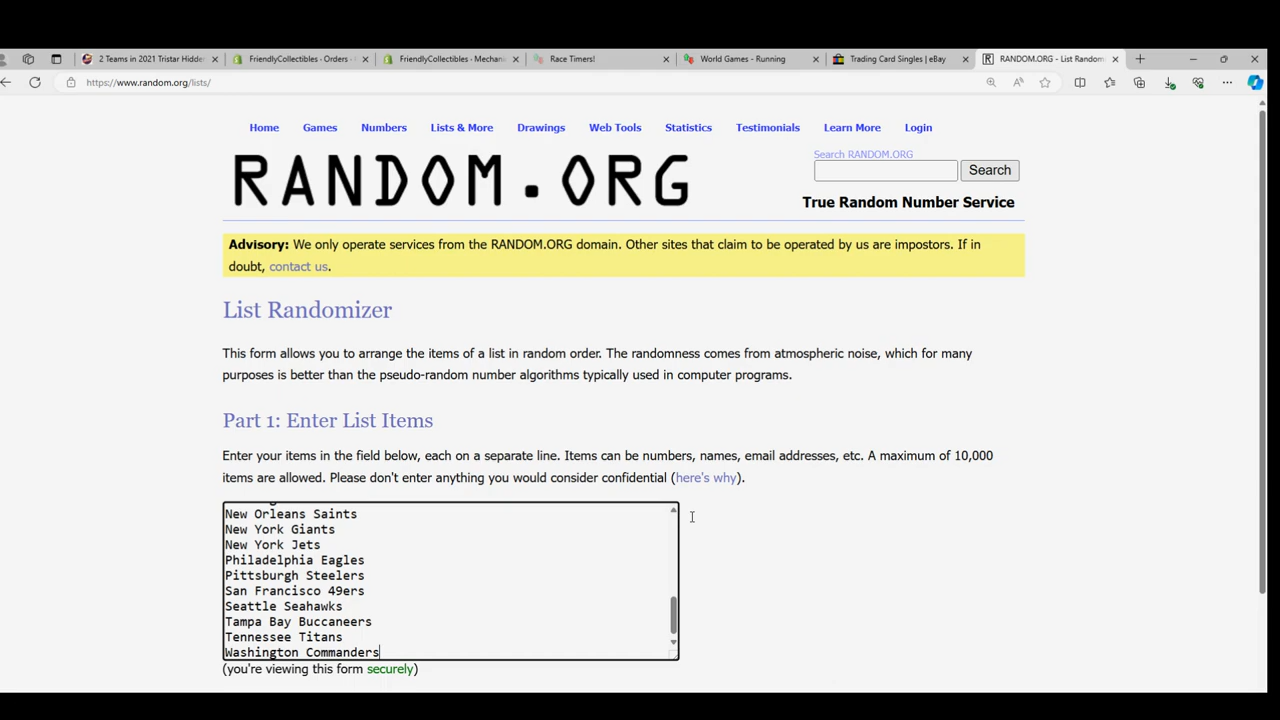 2 Teams in 2021 Tristar Hidde
FriendlyCollectibles - Orders -
FriendlyCollectibles - Mechan
Race Timers!
World Games - Running
Trading Card Singles | eBay
RANDOM.ORG - List Random
https://www.random.org/lists/
Home Games Numbers Lists & More Drawings Web Tools Statistics Testimonials Learn More Login
RANDOM.ORG
Search RANDOM.ORG
Search
True Random Number Service
Advisory: We only operate services from the RANDOM.ORG domain. Other sites that claim to be operated by us are impostors. If in
doubt, contact us.
List Randomizer
This form allows you to arrange the items of a list in random order. The randomness comes from atmospheric noise, which for many
purposes is better than the pseudo-random number algorithms typically used in computer programs.
Part 1: Enter List Items
Enter your items in the field below, each on a separate line. Items can be numbers, names, email addresses, etc. A maximum of 10,000
items are allowed. Please don't enter anything you would consider confidential (here's why).
New Orleans Saints
New York Giants
New York Jets
Philadelphia Eagles
Pittsburgh Steelers
San Francisco 49ers
Seattle Seahawks
Tampa Bay Buccaneers
Tennessee Titans
Washington Commanders
(you're viewing this form securely)